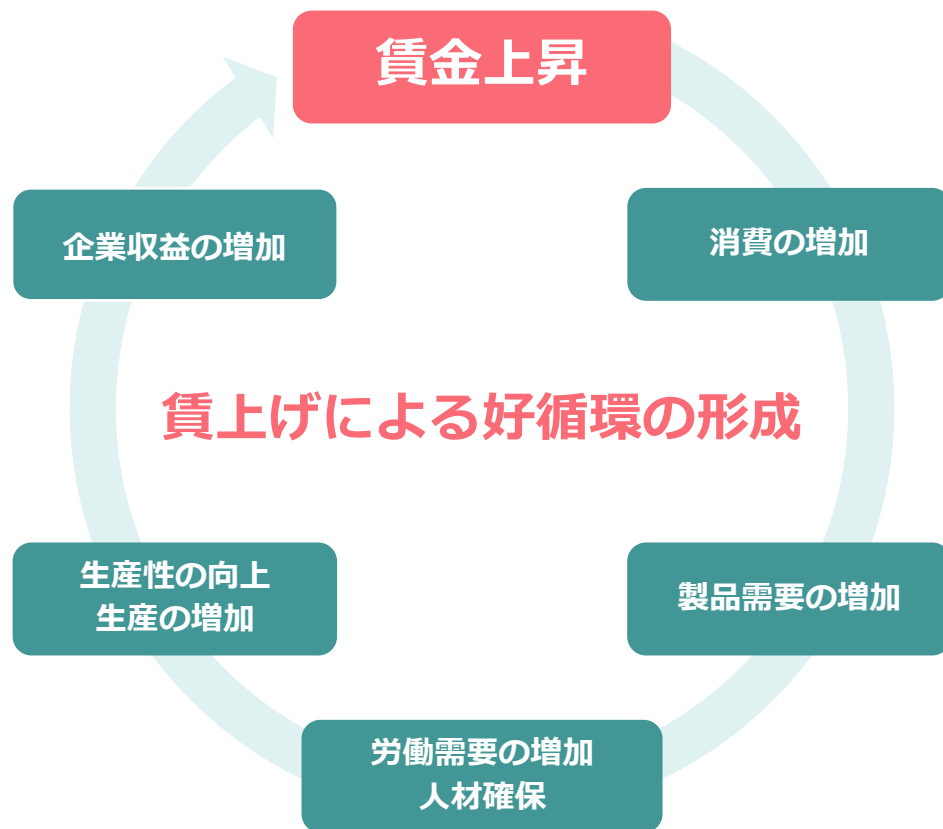 賃金上昇
企業収益の増加
消費の増加
賃上げによる好循環の形成
生産性の向上
生産の増加
製品需要の増加
労働需要の増加
人材確保